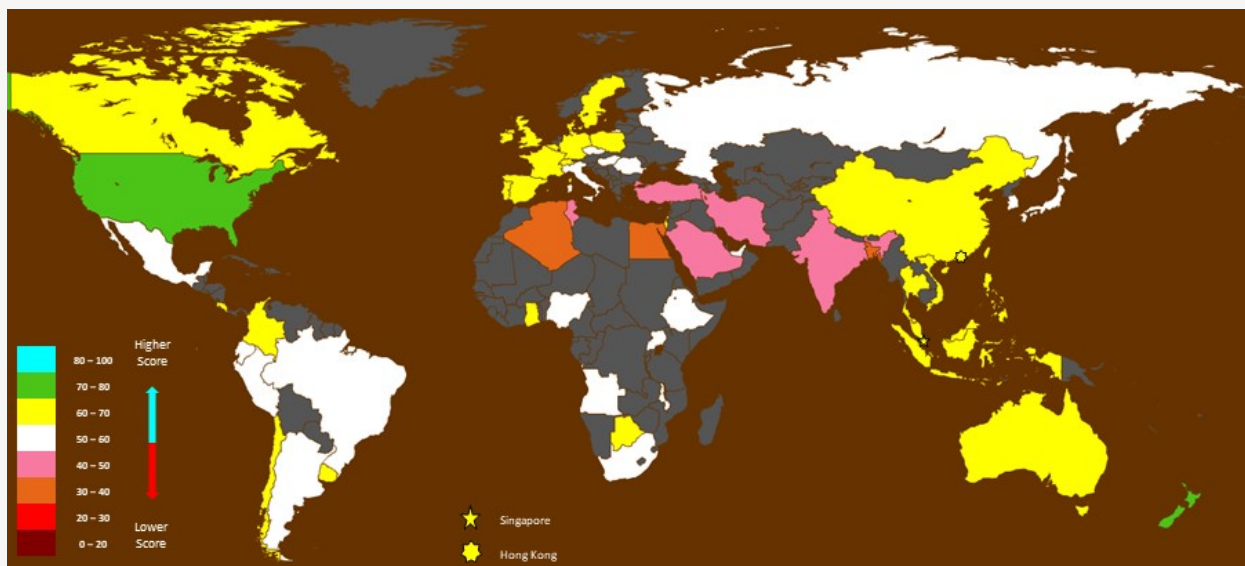 Higher
Score
80 – 100
70 – 80
60 – 70
50 – 60
40 – 50
30 – 40
20 – 30
0 – 20
Lower
Score
Singapore
Hong Kong